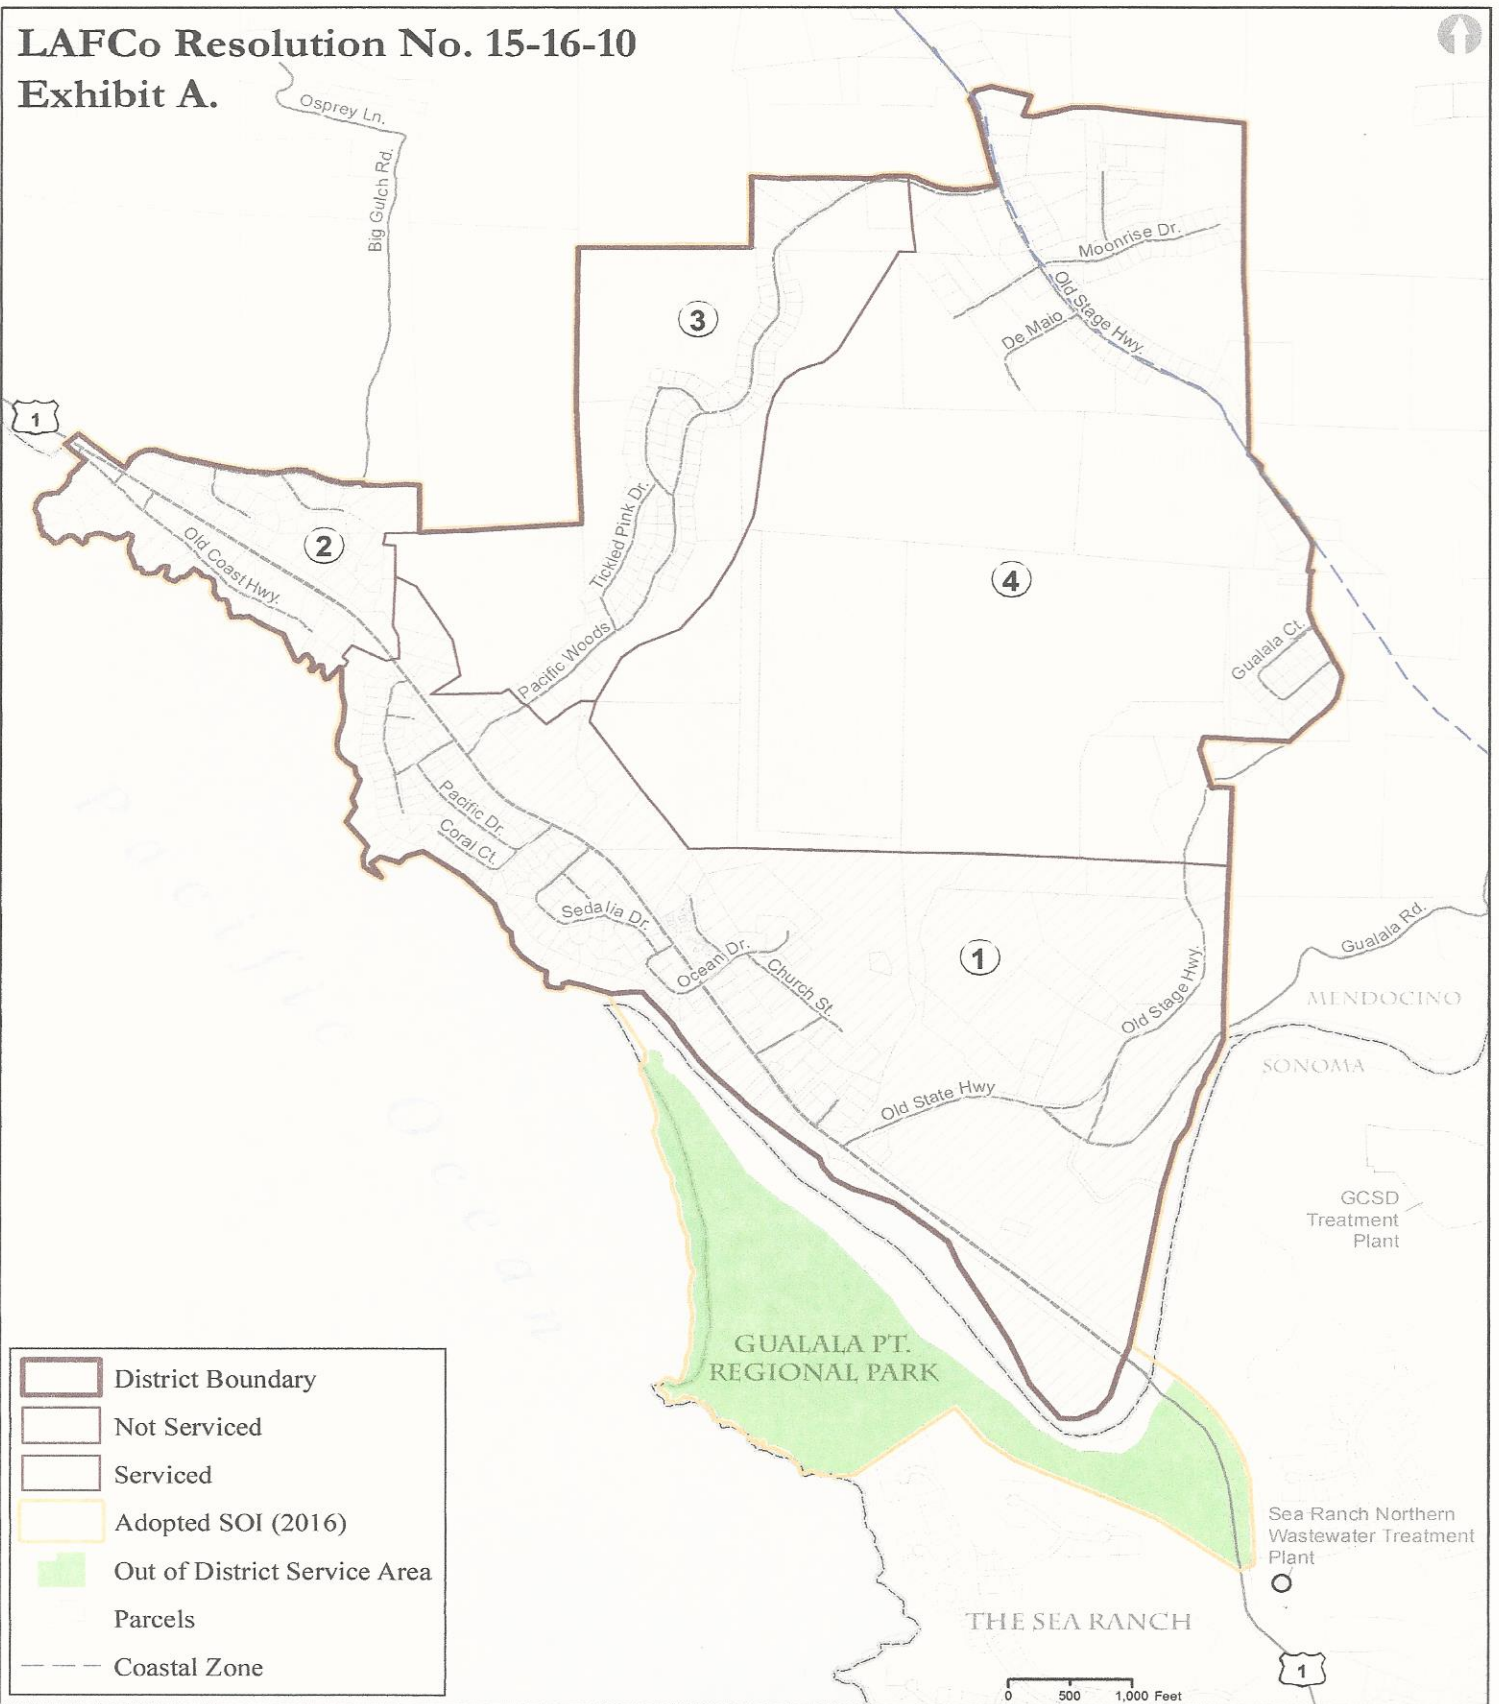 LAFCo Resolution No. 15-16-10
Exhibit A.
Osprey Ln.
Big Gulch Rd.
Moonrise Dr.
Old Stage Hwy.
De Maio
3
1
2
Old Coast Hwy.
Tickled Pink Dr.
4
Pacific Woods
Gualala Ct.
Pacific Dr.
Coral Ct.
Sedalia Dr.
Ocean Dr.
Church St.
1
Old Stage Hwy.
Gualala Rd.
MENDOCINO
SONOMA
Old State Hwy
Pacific Ocean
GCSD
Treatment
Plant
GUALALA PT.
REGIONAL PARK
District Boundary
Not Serviced
Serviced
Adopted SOI (2016)
Out of District Service Area
Parcels
Coastal Zone
Sea Ranch Northern
Wastewater Treatment
Plant
THE SEA RANCH
1
0 500 1,000 Feet